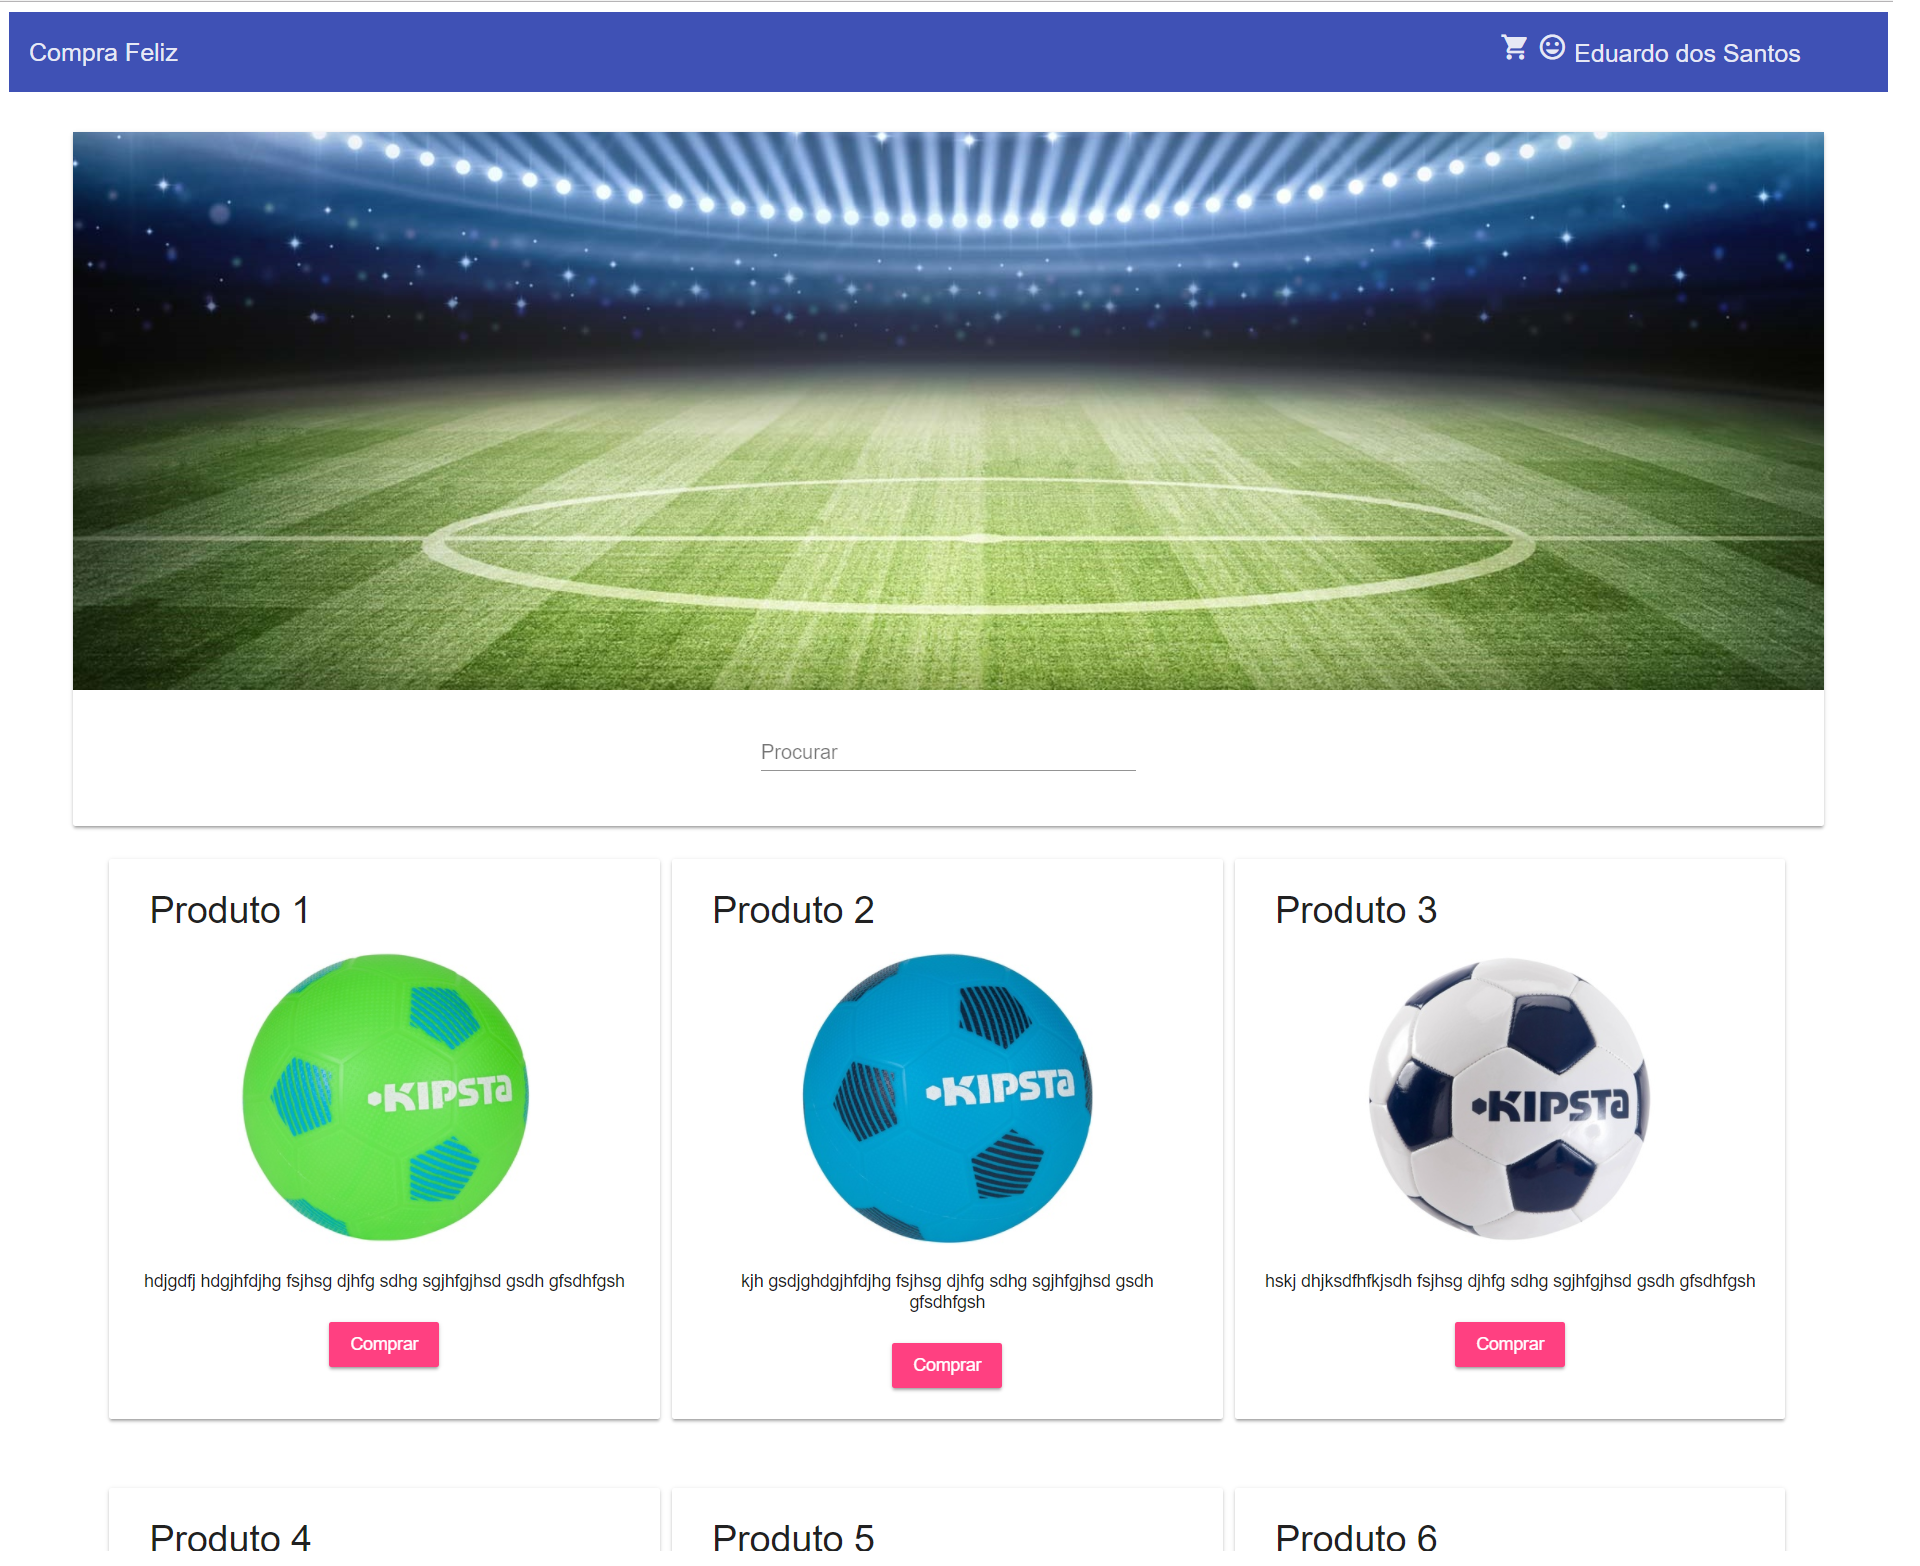 Compra Feliz
Eduardo dos Santos
Procurar
Produto 1
Produto 2
Produto 3
KIPSTA
KIPSTA
KIPSTA
hdjgdfj hdgjhfdjhg fsjhsg djhfg sdhg sgjhfgjhsd gsdh gfsdhfgsh
kjh gsdjghdgjhfdjhg fsjhsg djhfg sdhg sgjhfgjhsd gsdh
gfsdhfgsh
hskj dhjksdfhfkjsdh fsjhsg djhfg sdhg sgjhfgjhsd gsdh gfsdhfgsh
Comprar
Comprar
Comprar
Produto 4
Produto 5
Produto 6